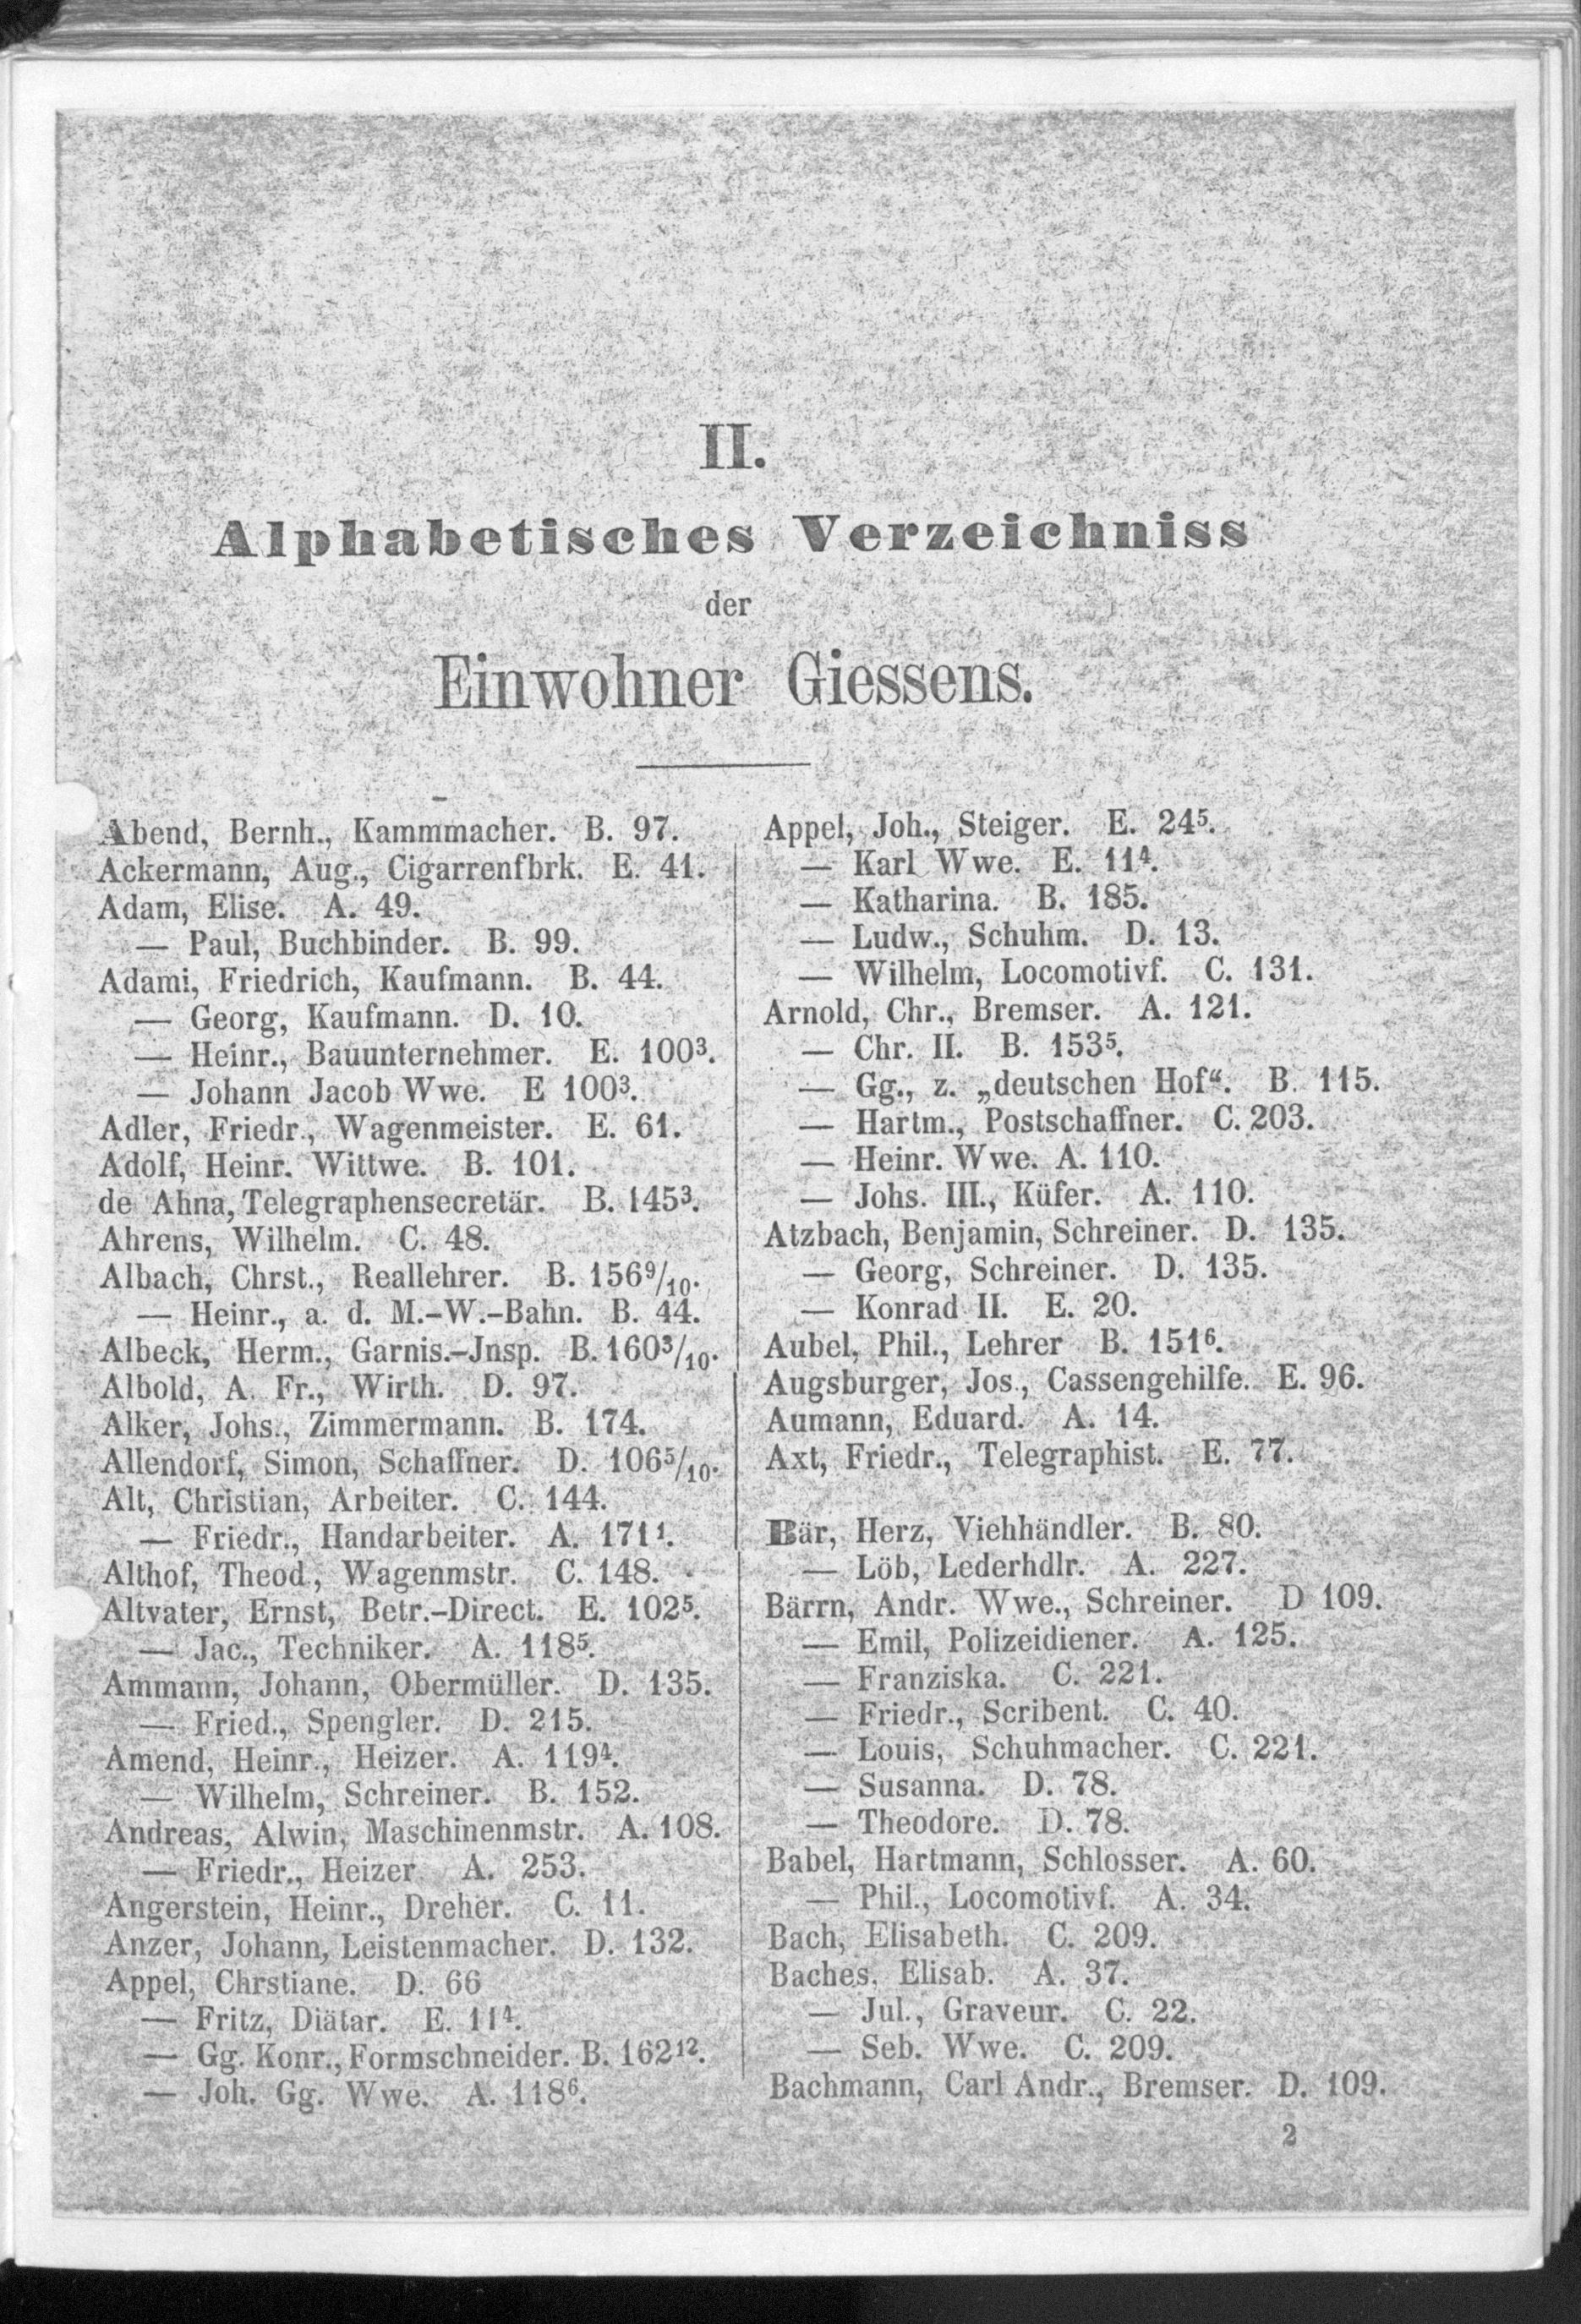 II.
Alphabetisches Verzeichniss
der
Einwohner Giessens.
Abend, Bernh., Kammmacher. B. 97.
Ackermann, Aug., Cigarrenfbrk. E. 41.
Adam, Elise. A. 49.
— Paul, Buchbinder. B. 99.
Adami, Friedrich, Kaufmann. B. 44.
— Georg, Kaufmann. D. 10.
— Heinr., Bauunternehmer. E. 100³.
— Johann Jacob Wwe. E 100³.
Adler, Friedr., Wagenmeister. E. 61.
Adolf, Heinr. Wittwe. B. 101.
de Ahna, Telegraphensecretär. B. 145³.
Ahrens, Wilhelm. C. 48.
Albach, Chrst., Reallehrer. B. 156⁹/₁₀.
— Heinr., a. d. M.-W.-Bahn. B. 44.
Albeck, Herm., Garnis.-Jnsp. B. 160³/₁₀.
Albold, A. Fr., Wirth. D. 97.
Alker, Johs., Zimmermann. B. 174.
Allendorf, Simon, Schaffner. D. 106⁵/₁₀.
Alt, Christian, Arbeiter. C. 144.
— Friedr., Handarbeiter. A. 171¹.
Althof, Theod., Wagenmstr. C. 148.
Altvater, Ernst, Betr.-Direct. E. 102⁵.
— Jac., Techniker. A. 118⁵.
Ammann, Johann, Obermüller. D. 135.
— Fried., Spengler. D. 215.
Amend, Heinr., Heizer. A. 119⁴.
— Wilhelm, Schreiner. B. 152.
Andreas, Alwin, Maschinenmstr. A. 108.
— Friedr., Heizer A. 253.
Angerstein, Heinr., Dreher. C. 11.
Anzer, Johann, Leistenmacher. D. 132.
Appel, Chrstiane. D. 66
— Fritz, Diätar. E. 11⁴.
— Gg. Konr., Formschneider. B. 162¹².
— Joh. Gg. Wwe. A. 118⁶.
Appel, Joh., Steiger. E. 24⁵.
— Karl Wwe. E. 11⁴.
— Katharina. B. 185.
— Ludw., Schuhm. D. 13.
— Wilhelm, Locomotivf. C. 131.
Arnold, Chr., Bremser. A. 121.
— Chr. II. B. 153⁵.
— Gg., z. „deutschen Hof“. B. 115.
— Hartm., Postschaffner. C. 203.
— Heinr. Wwe. A. 110.
— Johs. III., Küfer. A. 110.
Atzbach, Benjamin, Schreiner. D. 135.
— Georg, Schreiner. D. 135.
— Konrad II. E. 20.
Aubel, Phil., Lehrer B. 151⁶.
Augsburger, Jos., Cassengehilfe. E. 96.
Aumann, Eduard. A. 14.
Axt, Friedr., Telegraphist. E. 77.
Bär, Herz, Viehhändler. B. 80.
— Löb, Lederhdlr. A. 227.
Bärrn, Andr. Wwe., Schreiner. D 109.
— Emil, Polizeidiener. A. 125.
— Franziska. C. 221.
— Friedr., Scribent. C. 40.
— Louis, Schuhmacher. C. 221.
— Susanna. D. 78.
— Theodore. D. 78.
Babel, Hartmann, Schlosser. A. 60.
— Phil., Locomotivf. A. 34.
Bach, Elisabeth. C. 209.
Baches, Elisab. A. 37.
— Jul., Graveur. C. 22.
— Seb. Wwe. C. 209.
Bachmann, Carl Andr., Bremser. D. 109.
2